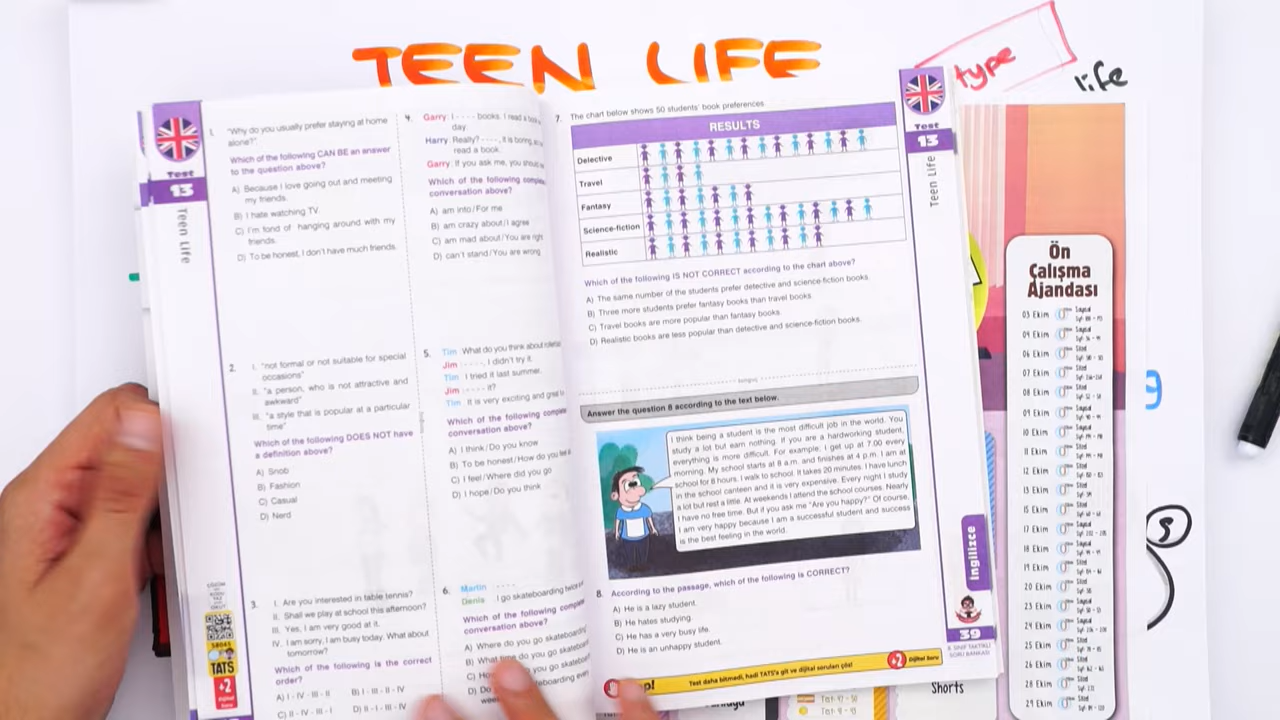 TEEN LIFE
type
life
Test
13
Teen Life
1.
"Why do you usually prefer staying at home
alone?"
Which of the following CAN BE an answer
to the question above?
A) Because I love going out and meeting
my friends.
B) I hate watching TV.
C) I'm fond of hanging around with my
friends.
D) To be honest, I don't have much friends.
2.
I. "not formal or not suitable for special
occasions"
II. "a person, who is not attractive and
awkward"
III. "a style that is popular at a particular
time"
Which of the following DOES NOT have
a definition above?
A) Snob
B) Fashion
C) Casual
D) Nerd
3.
I. Are you interested in table tennis?
II. Shall we play at school this afternoon?
III. Yes, I am very good at it.
IV. I am sorry, I am busy today. What about
tomorrow?
Which of the following is the correct
order?
A) I - IV - III - II
B) I - III - II - IV
C) II - IV - III - I
D) II - I - III - IV
4.
Garry: I - - - - books. I read a book
day.
Harry: Really? - - - -, it is boring
read a book.
Garry: If you ask me, you should
Which of the following
conversation above?
A) am into / For me
B) am crazy about / I agree
C) am mad about / You are right
D) can't stand / You are wrong
5.
Tim: What do you think about
Jim: - - - -. I didn't try it.
Tim: I tried it last summer.
Jim: - - - - it?
Tim: It is very exciting and
Which of the following
conversation above?
A) I think / Do you know
B) To be honest / How do you
C) I feel / Where did you go
D) I hope / Do you think
6.
Martin: - - - -
Denis: I go skateboarding
Which of the following
conversation above?
A) Where do you go skateboarding
B) What time do you go
C) you go
D)
7. The chart below shows 50 students' book preferences.
RESULTS
Detective
Travel
Fantasy
Science-fiction
Realistic
Which of the following IS NOT CORRECT according to the chart above?
A) The same number of the students prefer detective and science-fiction books.
B) Three more students prefer fantasy books than travel books.
C) Travel books are more popular than fantasy books.
D) Realistic books are less popular than detective and science-fiction books.
Answer the question 8 according to the text below.
I think being a student is the most difficult job in the world. You
study a lot but earn nothing. If you are a hardworking student,
everything is more difficult. For example, I get up at 7.00 every
morning. My school starts at 8 a.m. and finishes at 4 p.m. I am at
school for 8 hours. I walk to school. It takes 20 minutes. I have lunch
in the school canteen and it is very expensive. Every night I study
a lot but rest a little. At weekends I attend the school courses. Nearly
I have no free time. But if you ask me "Are you happy?" Of course,
I am very happy because I am a successful student and success
is the best feeling in the world.
8. According to the passage, which of the following is CORRECT?
A) He is a lazy student.
B) He hates studying.
C) He has a very busy life.
D) He is an unhappy student.
Test daha bitmedi, hadi TATS'a git ve dijital soruları çöz!
+2
Dijital Soru
Test
13
Teen Life
İngilizce
39
8. SINIF TAKTİKLİ
SORU BANKASI
TATS
+2
Ön
Çalışma
Ajandası
03 Ekim
06 Ekim
07 Ekim
08 Ekim
10 Ekim
11 Ekim
12 Ekim
13 Ekim
15 Ekim
17 Ekim
18 Ekim
19 Ekim
20 Ekim
23 Ekim
24 Ekim
25 Ekim
26 Ekim
28 Ekim
29 Ekim
Shorts
9